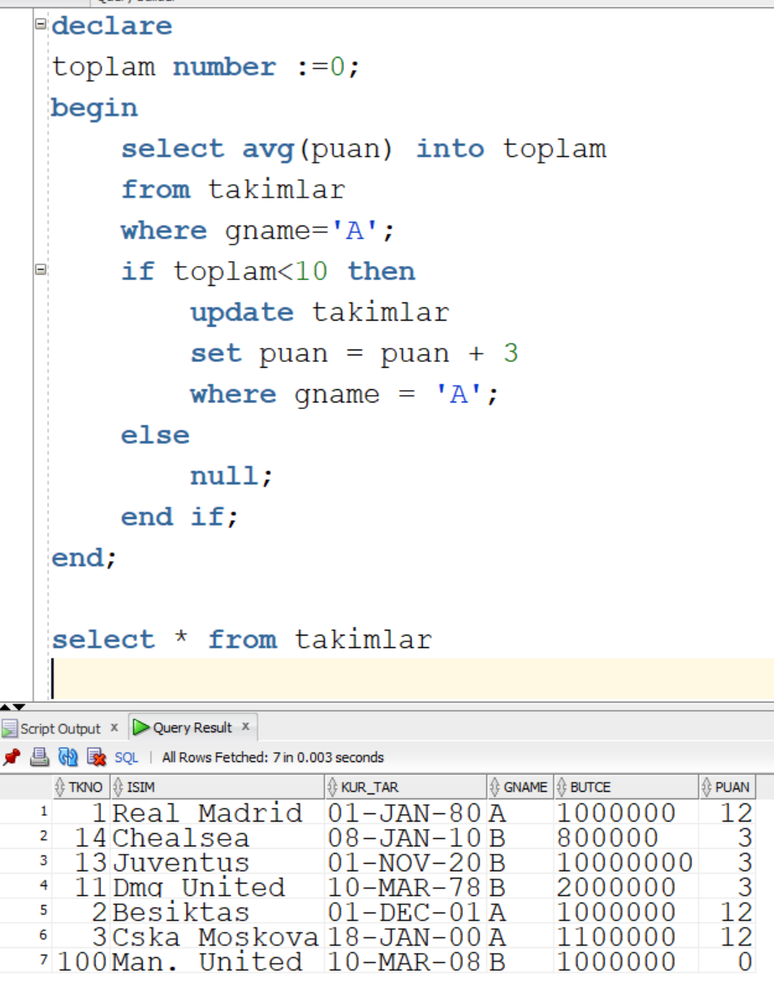 declare
toplam number :=0;
begin
select avg(puan) into toplam
from takimlar
where gname='A';
if toplam<10 then
update takimlar
set puan = puan + 3
where gname = 'A';
else
null;
end if;
end;
select * from takimlar
Script Output x Query Result x
SQL | All Rows Fetched: 7 in 0.003 seconds
TKNO ISIM KUR_TAR GNAME BUTCE PUAN
1 1 Real Madrid 01-JAN-80 A 1000000 12
2 14 Chealsea 08-JAN-10 B 800000 3
3 13 Juventus 01-NOV-20 B 10000000 3
4 11 Dmg United 10-MAR-78 B 2000000 3
5 2 Besiktas 01-DEC-01 A 1000000 12
6 3 Cska Moskova 18-JAN-00 A 1100000 12
7 100 Man. United 10-MAR-08 B 1000000 0